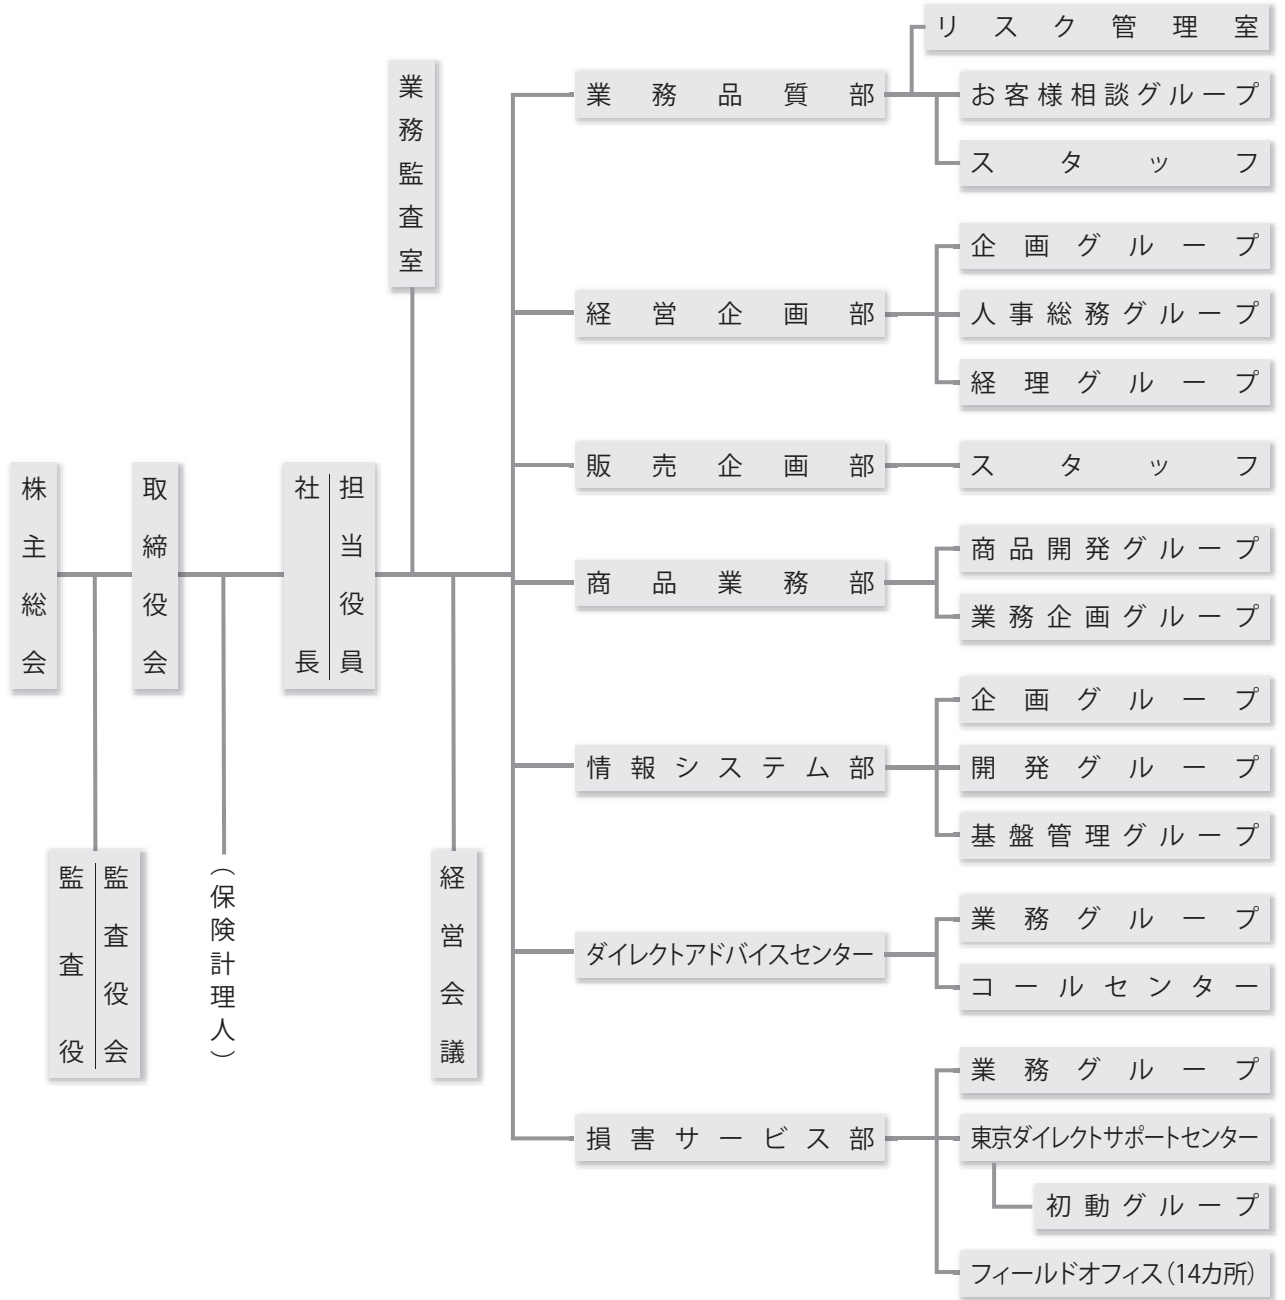 株主総会
監査役
監査役会
取締役会
（保険計理人）
社長
担当役員
業務監査室
経営会議
業務品質部
リスク管理室
お客様相談グループ
スタッフ
経営企画部
企画グループ
人事総務グループ
経理グループ
販売企画部
スタッフ
商品業務部
商品開発グループ
業務企画グループ
情報システム部
企画グループ
開発グループ
基盤管理グループ
ダイレクトアドバイスセンター
業務グループ
コールセンター
損害サービス部
業務グループ
東京ダイレクトサポートセンター
初動グループ
フィールドオフィス（14カ所）